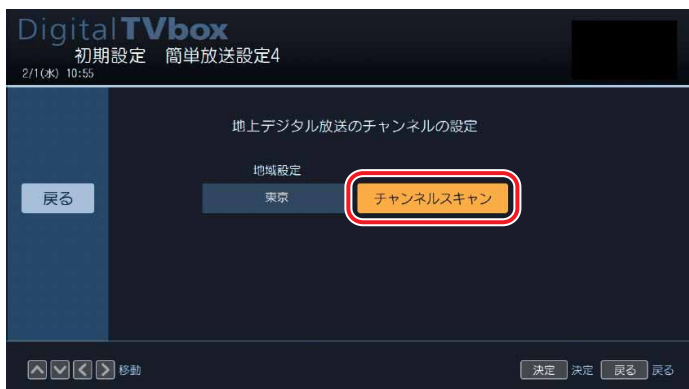 Digital TVbox
初期設定 簡単放送設定4
2/1(水) 10:55
地上デジタル放送のチャンネルの設定
地域設定
戻る
東京
チャンネルスキャン
移動
決定 決定 戻る 戻る